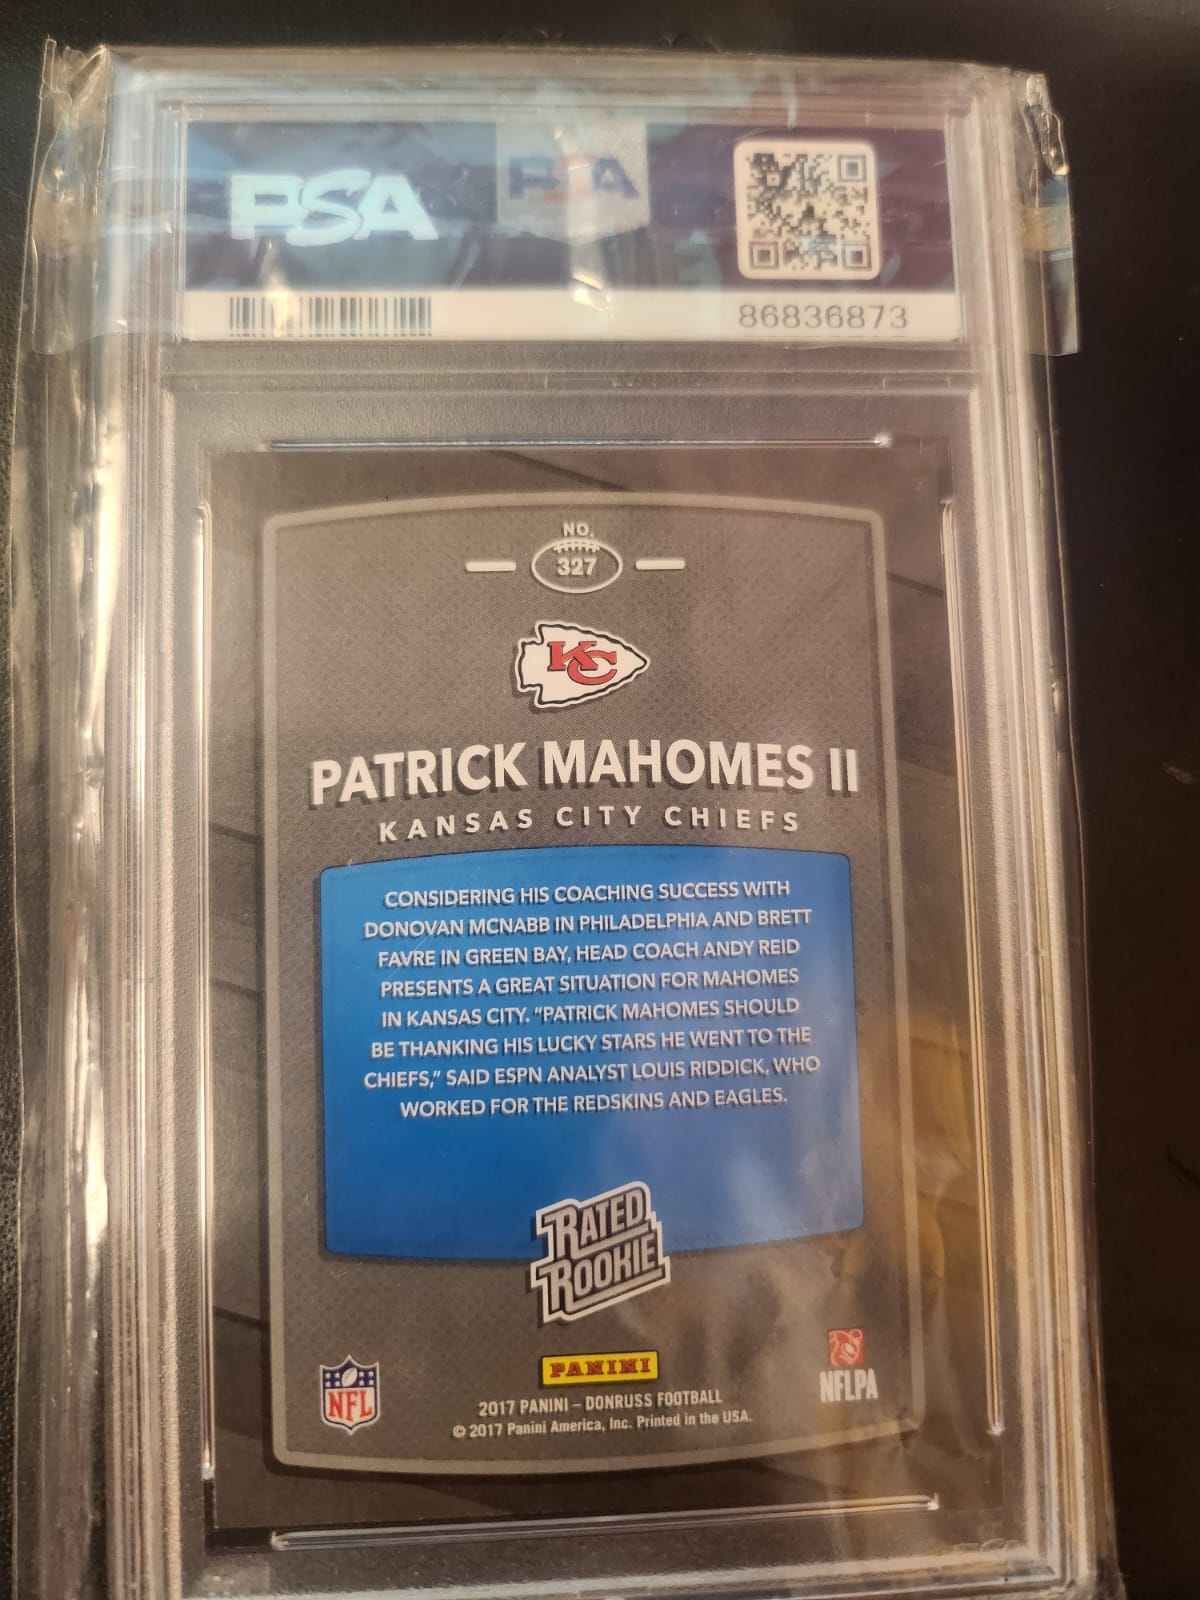 PSA
PSA
86836873
NO.
327
KC
PATRICK MAHOMES II
KANSAS CITY CHIEFS
CONSIDERING HIS COACHING SUCCESS WITH
DONOVAN MCNABB IN PHILADELPHIA AND BRETT
FAVRE IN GREEN BAY, HEAD COACH ANDY REID
PRESENTS A GREAT SITUATION FOR MAHOMES
IN KANSAS CITY. “PATRICK MAHOMES SHOULD
BE THANKING HIS LUCKY STARS HE WENT TO THE
CHIEFS,” SAID ESPN ANALYST LOUIS RIDDICK, WHO
WORKED FOR THE REDSKINS AND EAGLES.
RATED
ROOKIE
NFL
PANINI
NFLPA
2017 PANINI – DONRUSS FOOTBALL
© 2017 Panini America, Inc. Printed in the USA.